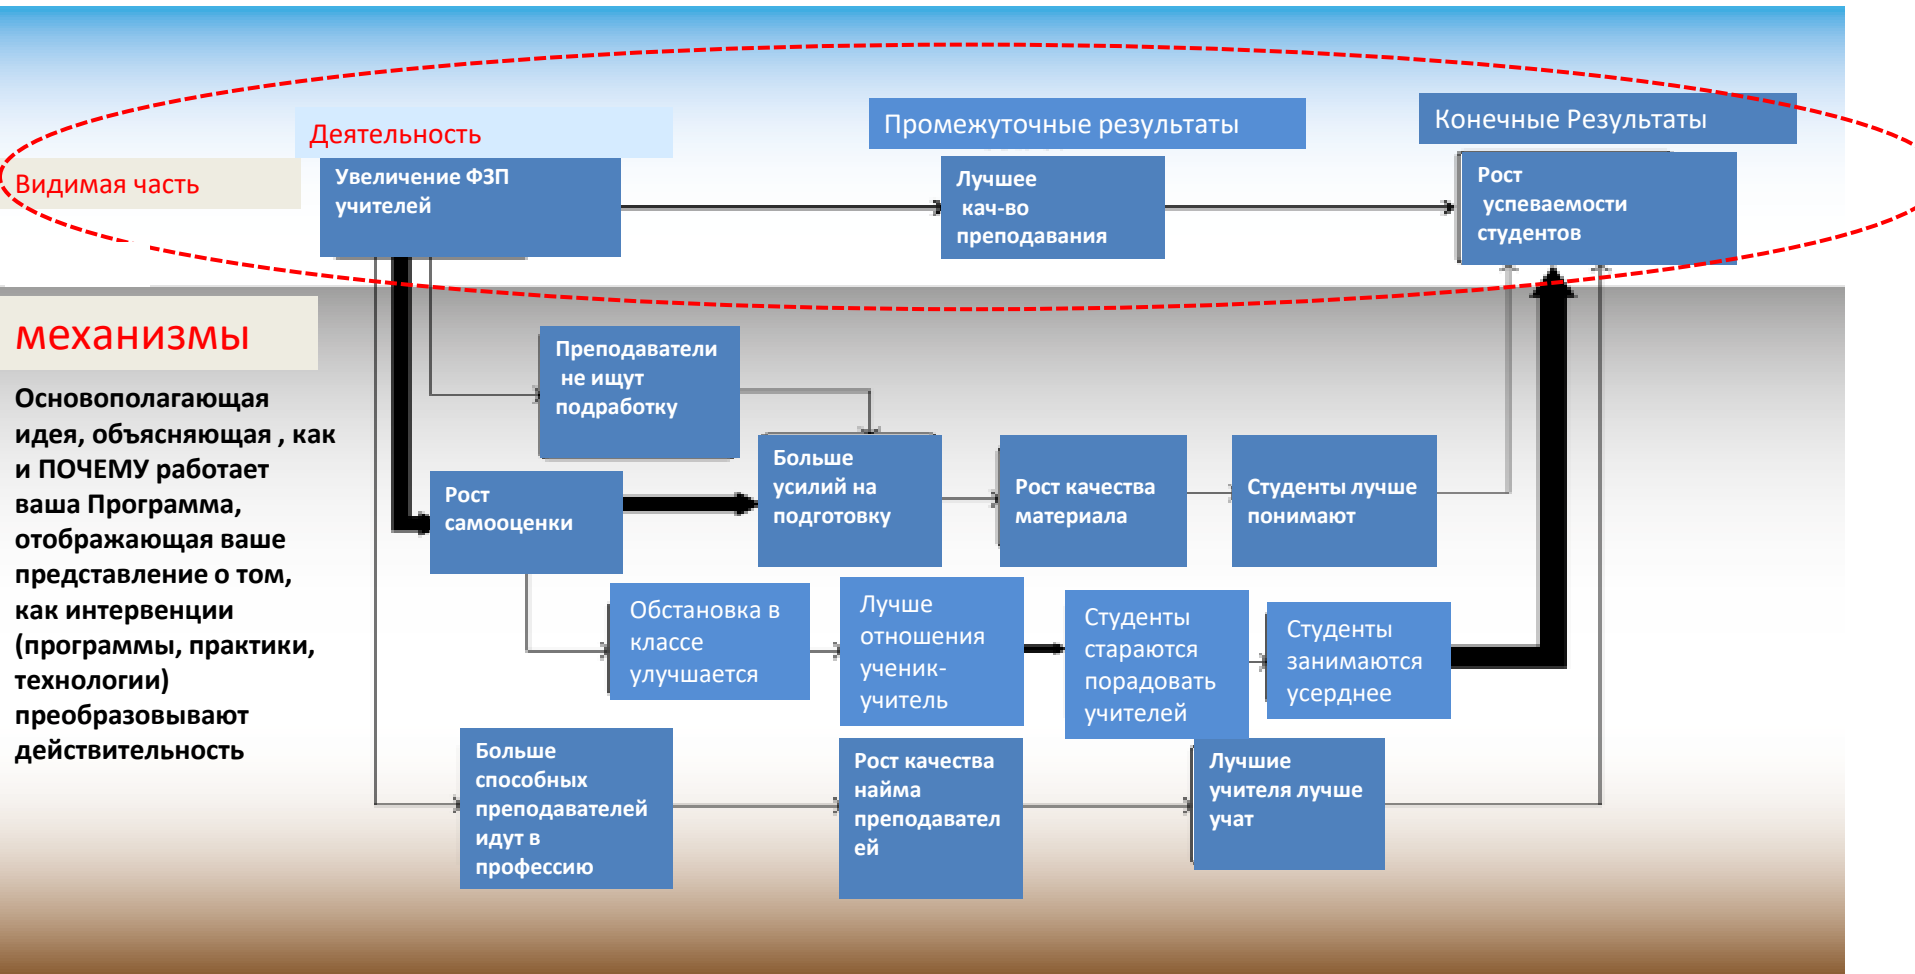 Деятельность
Промежуточные результаты
Конечные Результаты
Видимая часть
Увеличение ФЗП
учителей
Лучшее
кач-во
преподавания
Рост
успеваемости
студентов
механизмы
Основополагающая
идея, объясняющая , как
и ПОЧЕМУ работает
ваша Программа,
отображающая ваше
представление о том,
как интервенции
(программы, практики,
технологии)
преобразовывают
действительность
Преподаватели
не ищут
подработку
Рост
самооценки
Больше
усилий на
подготовку
Рост качества
материала
Студенты лучше
понимают
Обстановка в
классе
улучшается
Лучше
отношения
ученик-
учитель
Студенты
стараются
порадовать
учителей
Студенты
занимаются
усерднее
Больше
способных
преподавателей
идут в
профессию
Рост качества
найма
преподавател
ей
Лучшие
учителя лучше
учат